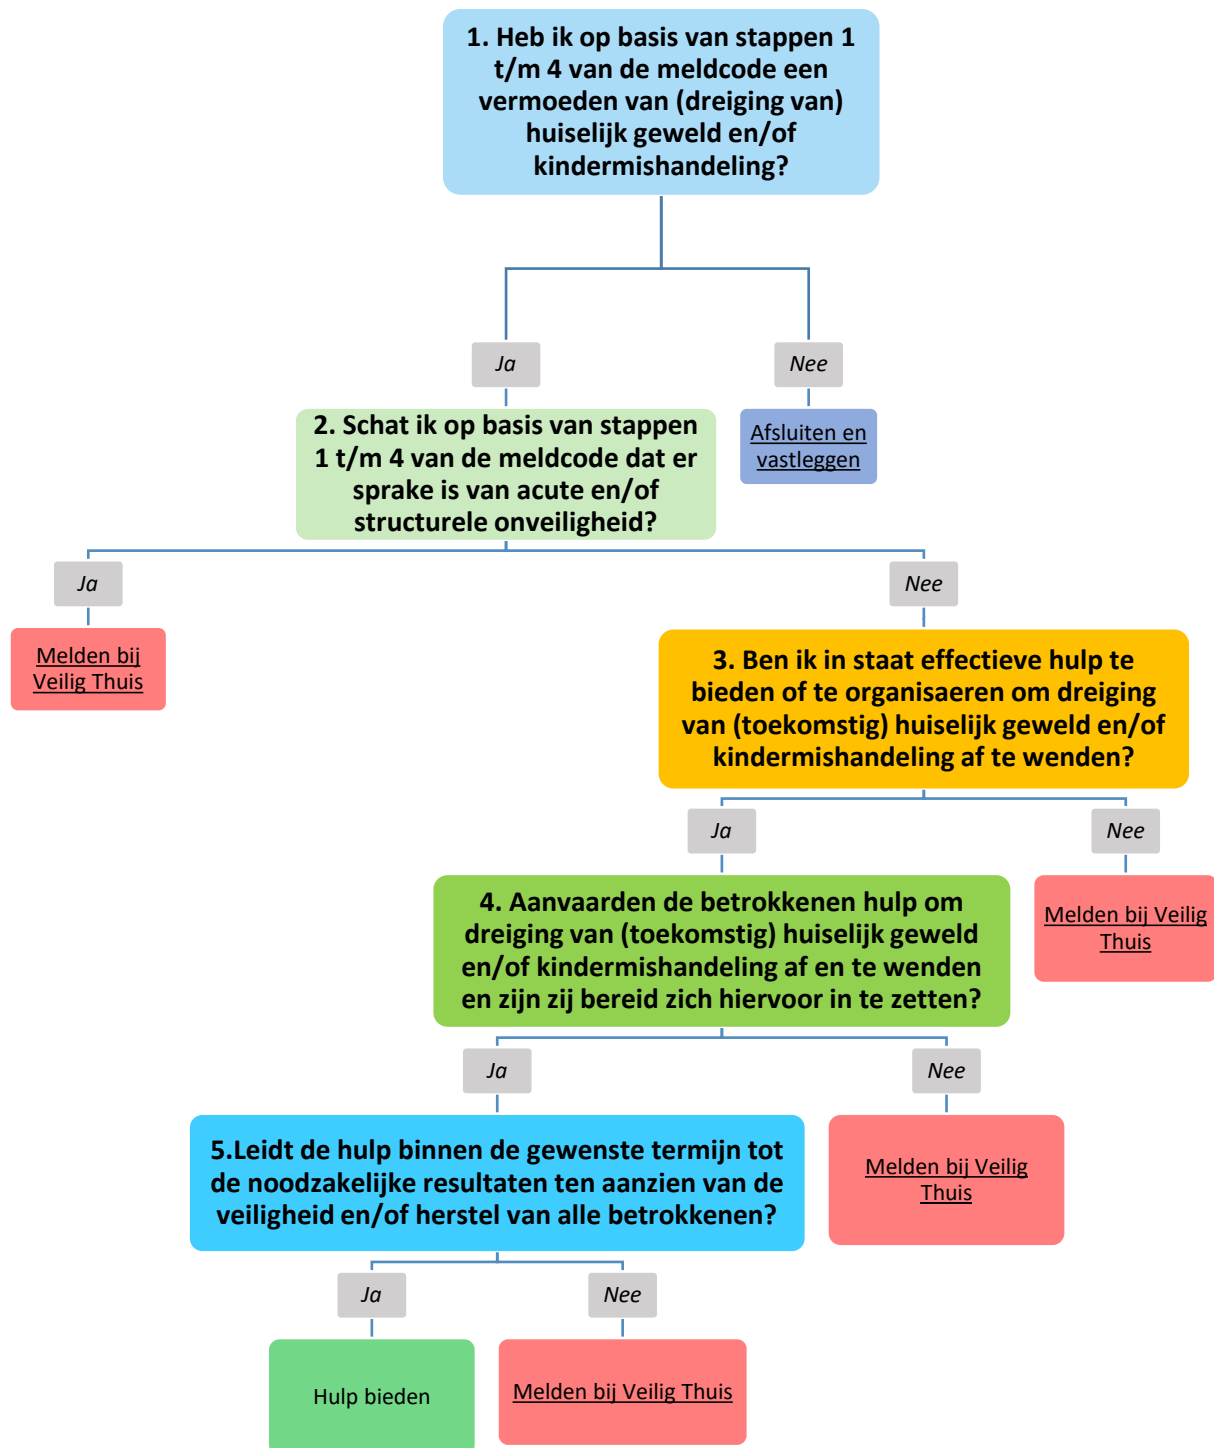 1. Heb ik op basis van stappen 1
t/m 4 van de meldcode een
vermoeden van (dreiging van)
huiselijk geweld en/of
kindermishandeling?
Ja
Nee
2. Schat ik op basis van stappen
1 t/m 4 van de meldcode dat er
sprake is van acute en/of
structurele onveiligheid?
Afsluiten en
vastleggen
Ja
Nee
Melden bij
Veilig Thuis
3. Ben ik in staat effectieve hulp te
bieden of te organisaeren om dreiging
van (toekomstig) huiselijk geweld en/of
kindermishandeling af te wenden?
Ja
Nee
4. Aanvaarden de betrokkenen hulp om
dreiging van (toekomstig) huiselijk geweld
en/of kindermishandeling af en te wenden
en zijn zij bereid zich hiervoor in te zetten?
Melden bij Veilig
Thuis
Ja
Nee
5.Leidt de hulp binnen de gewenste termijn tot
de noodzakelijke resultaten ten aanzien van de
veiligheid en/of herstel van alle betrokkenen?
Melden bij Veilig
Thuis
Ja
Nee
Hulp bieden
Melden bij Veilig Thuis